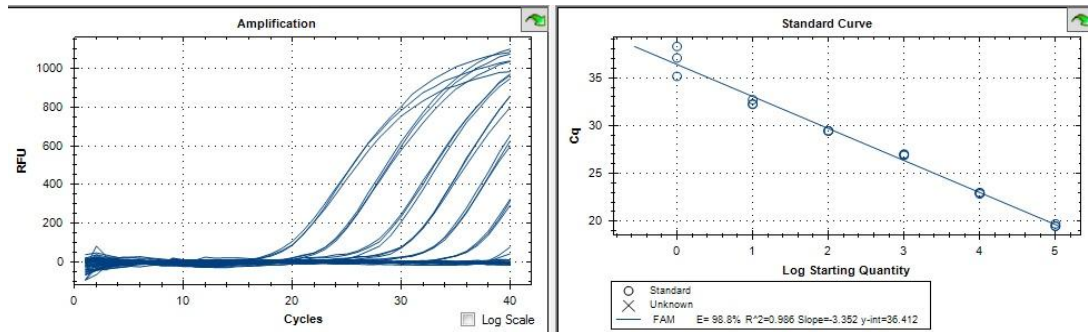 Amplification
1000
800
600
400
200
0
RFU
0
10
20
30
40
Cycles
Log Scale
Standard Curve
35
30
25
20
Cq
0
1
2
3
4
5
Log Starting Quantity
Standard
Unknown
FAM E= 98.8% R^2=0.986 Slope=-3.352 y-int=36.412